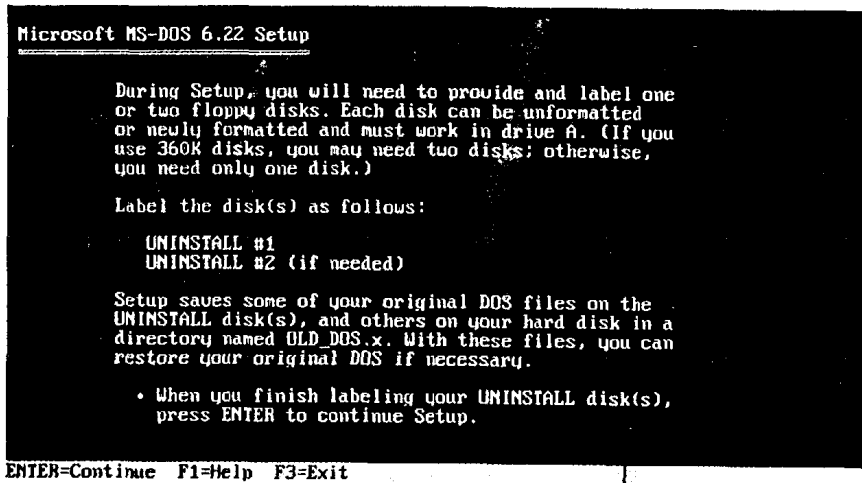 Microsoft MS-DOS 6.22 Setup
During Setup, you will need to provide and label one
or two floppy disks. Each disk can be unformatted
or newly formatted and must work in drive A. (If you
use 360K disks, you may need two disks; otherwise,
you need only one disk.)
Label the disk(s) as follows:
UNINSTALL #1
UNINSTALL #2 (if needed)
Setup saves some of your original DOS files on the
UNINSTALL disk(s), and others on your hard disk in a
directory named OLD_DOS.x. With these files, you can
restore your original DOS if necessary.
• When you finish labeling your UNINSTALL disk(s),
press ENTER to continue Setup.
ENTER=Continue F1=Help F3=Exit